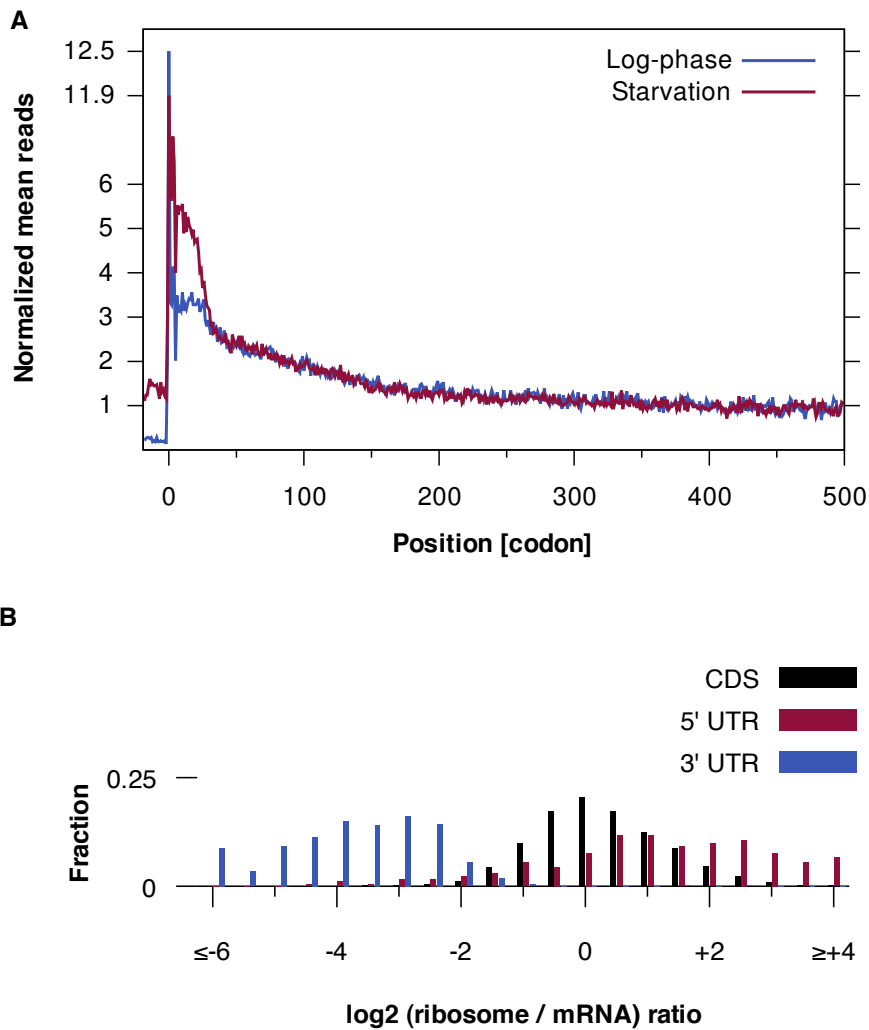 A
12.5
11.9
6
5
4
3
2
1
Normalized mean reads
Log-phase
Starvation
0 100 200 300 400 500
Position [codon]
B
CDS
5' UTR
3' UTR
0.25
0
Fraction
≤-6 -4 -2 0 +2 ≥+4
log2 (ribosome / mRNA) ratio